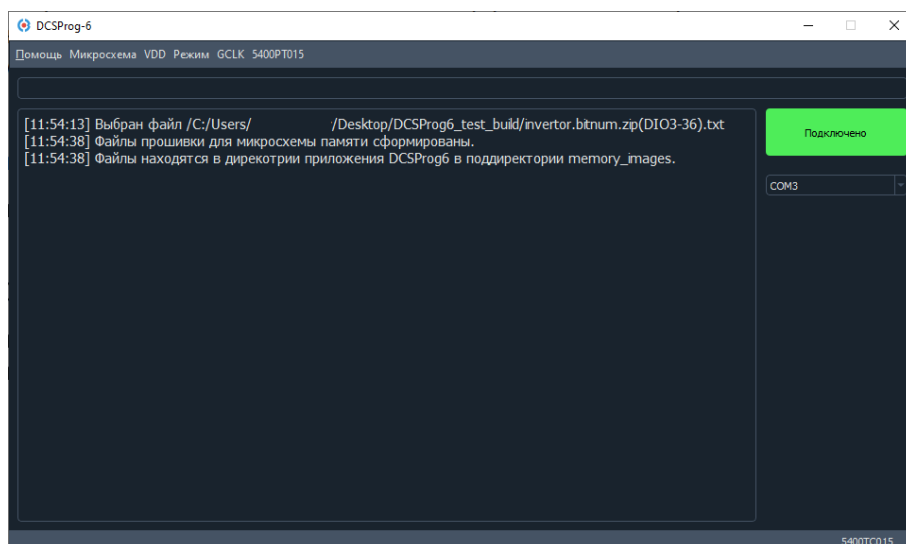 DCSProg-6
Помощь Микросхема VDD Режим GCLK 5400РТ015
[11:54:13] Выбран файл /C:/Users/ /Desktop/DCSProg6_test_build/invertor.bitnum.zip(DIO3-36).txt
[11:54:38] Файлы прошивки для микросхемы памяти сформированы.
[11:54:38] Файлы находятся в дирекотрии приложения DCSProg6 в поддиректории memory_images.
Подключено
COM3
5400ТС015